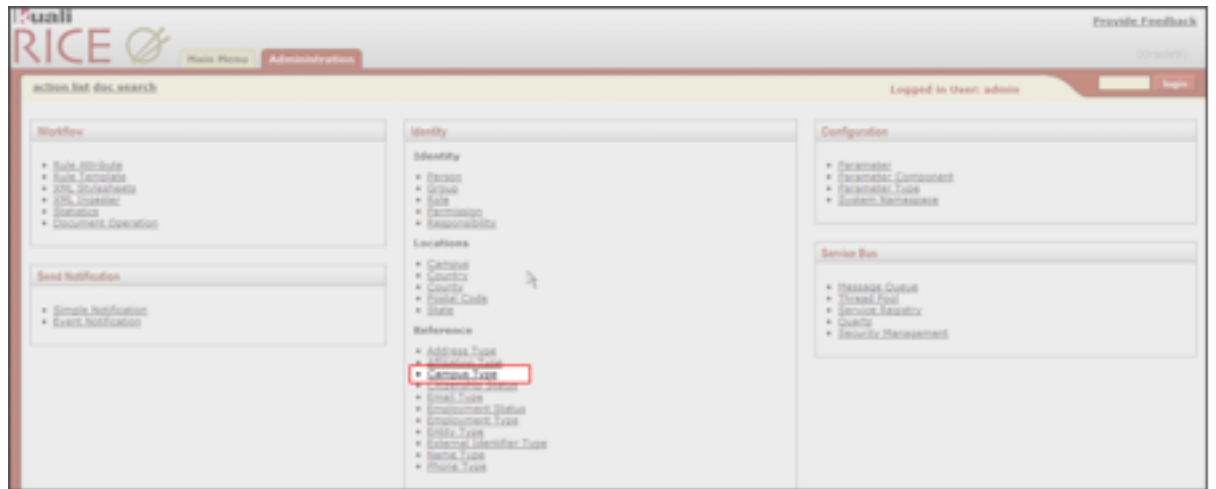 Kuali
RICE
Provide Feedback
Main Menu Administration
action list doc search
Logged in User: admin
login
Workflow
Rule Attribute
Rule Template
XML Stylesheets
XML Ingester
Statistics
Document Operation
Send Notification
Simple Notification
Event Notification
Identity
Identity
Person
Group
Role
Permission
Responsibility
Locations
Campus
Country
County
Postal Code
State
Reference
Address Type
Affiliation Type
Campus Type
Citizenship Status
Email Type
Employment Status
Employment Type
Entity Type
External Identifier Type
Name Type
Phone Type
Configuration
Parameter
Parameter Component
Parameter Type
System Namespace
Service Bus
Message Queue
Thread Pool
Service Registry
Quartz
Security Management